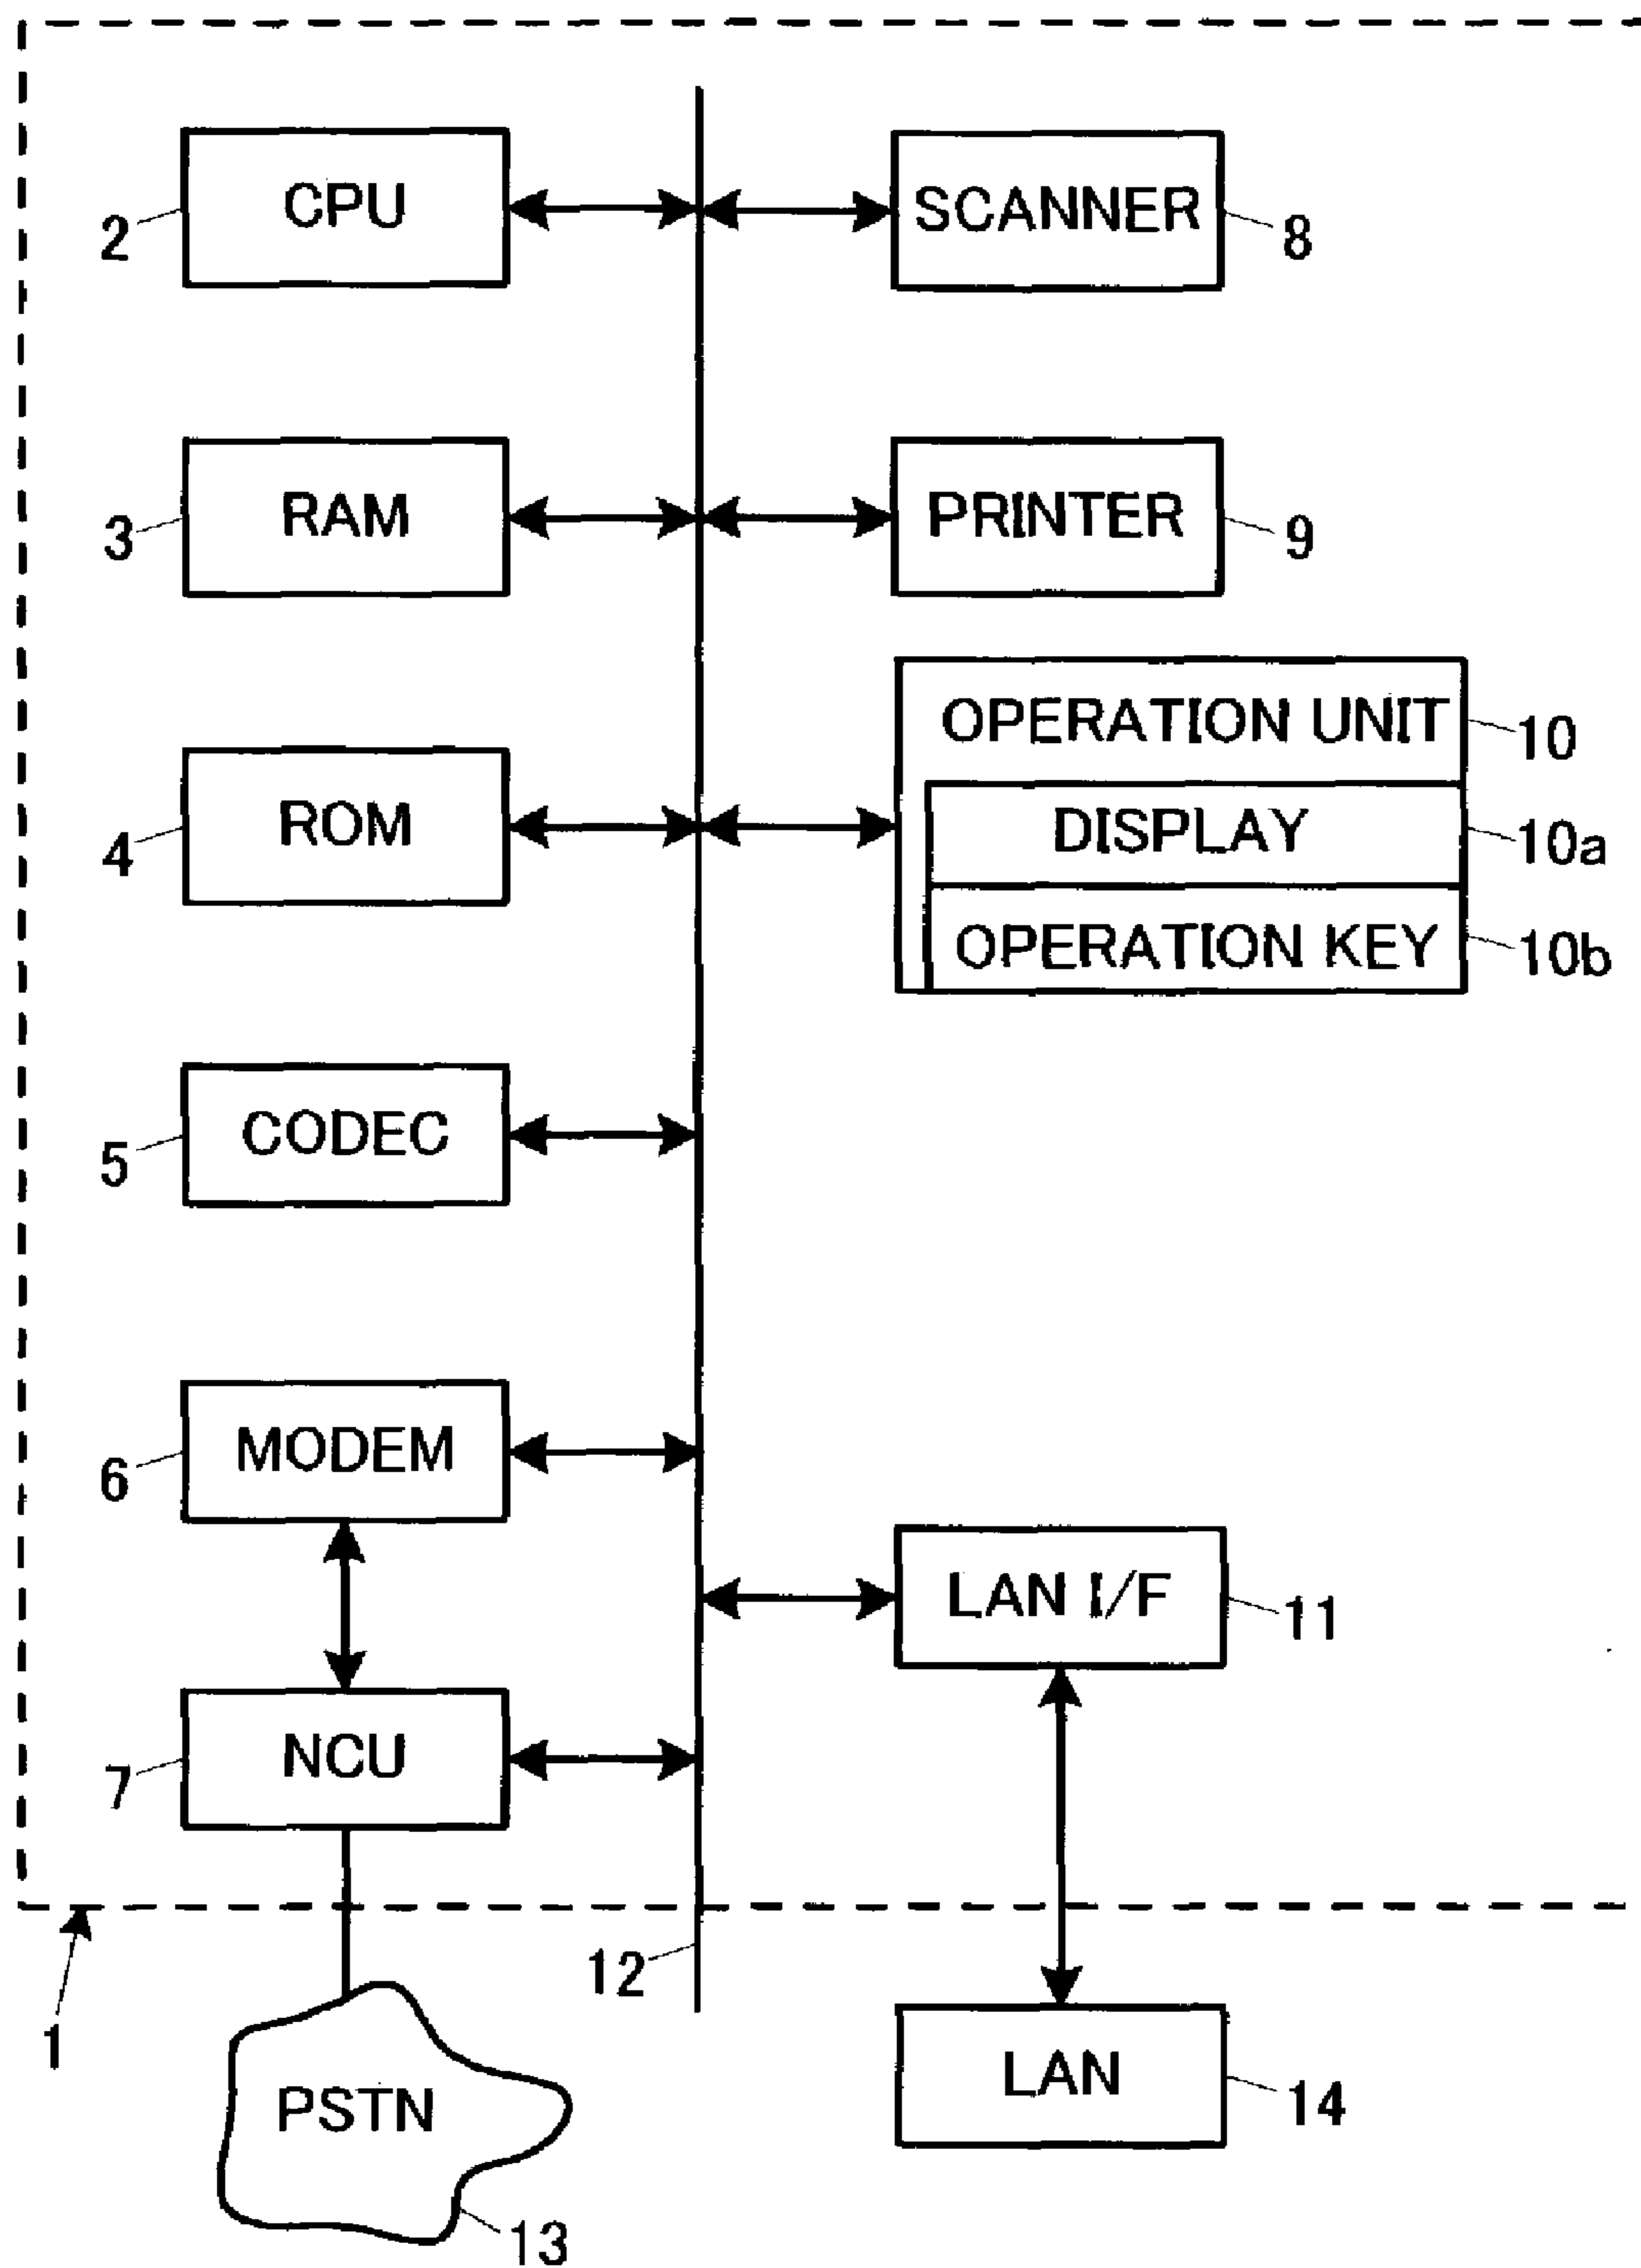 CPU
2
SCANNER
8
RAM
3
PRINTER
9
OPERATION UNIT
10
ROM
4
DISPLAY
10a
OPERATION KEY
10b
CODEC
5
MODEM
6
LAN I/F
11
NCU
7
12
1
PSTN
13
LAN
14